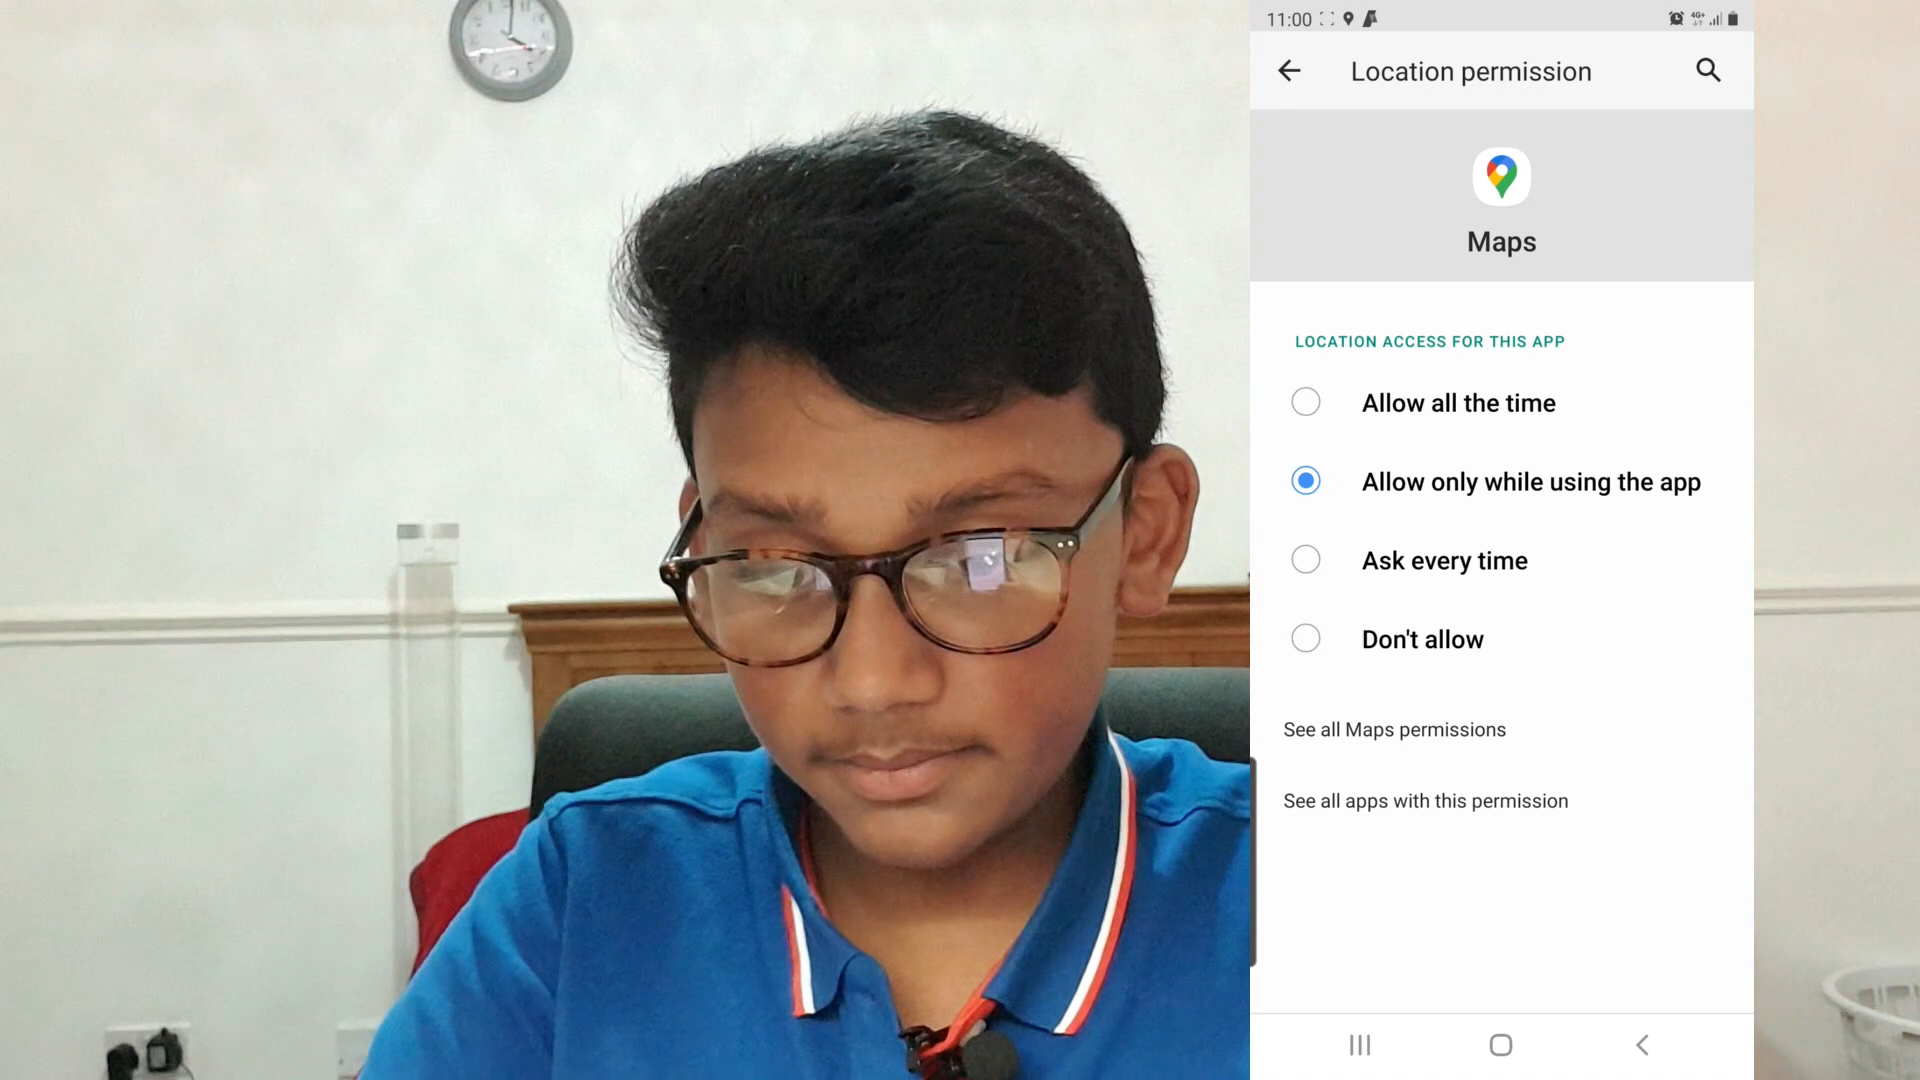 11:00
4G+
Location permission
Maps
LOCATION ACCESS FOR THIS APP
Allow all the time
Allow only while using the app
Ask every time
Don't allow
See all Maps permissions
See all apps with this permission